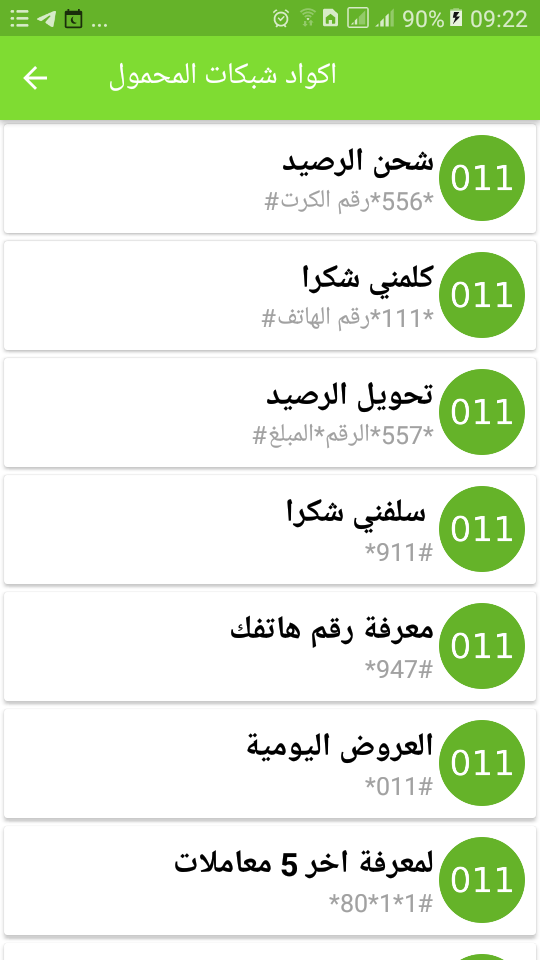 ... 90% 09:22
اكواد شبكات المحمول
011
شحن الرصيد
*556*رقم الكرت#
011
كلمني شكرا
*111*رقم الهاتف#
011
تحويل الرصيد
*557*الرقم*المبلغ#
011
سلفني شكرا
*911#
011
معرفة رقم هاتفك
*947#
011
العروض اليومية
*011#
011
لمعرفة اخر 5 معاملات
*80*1*1#